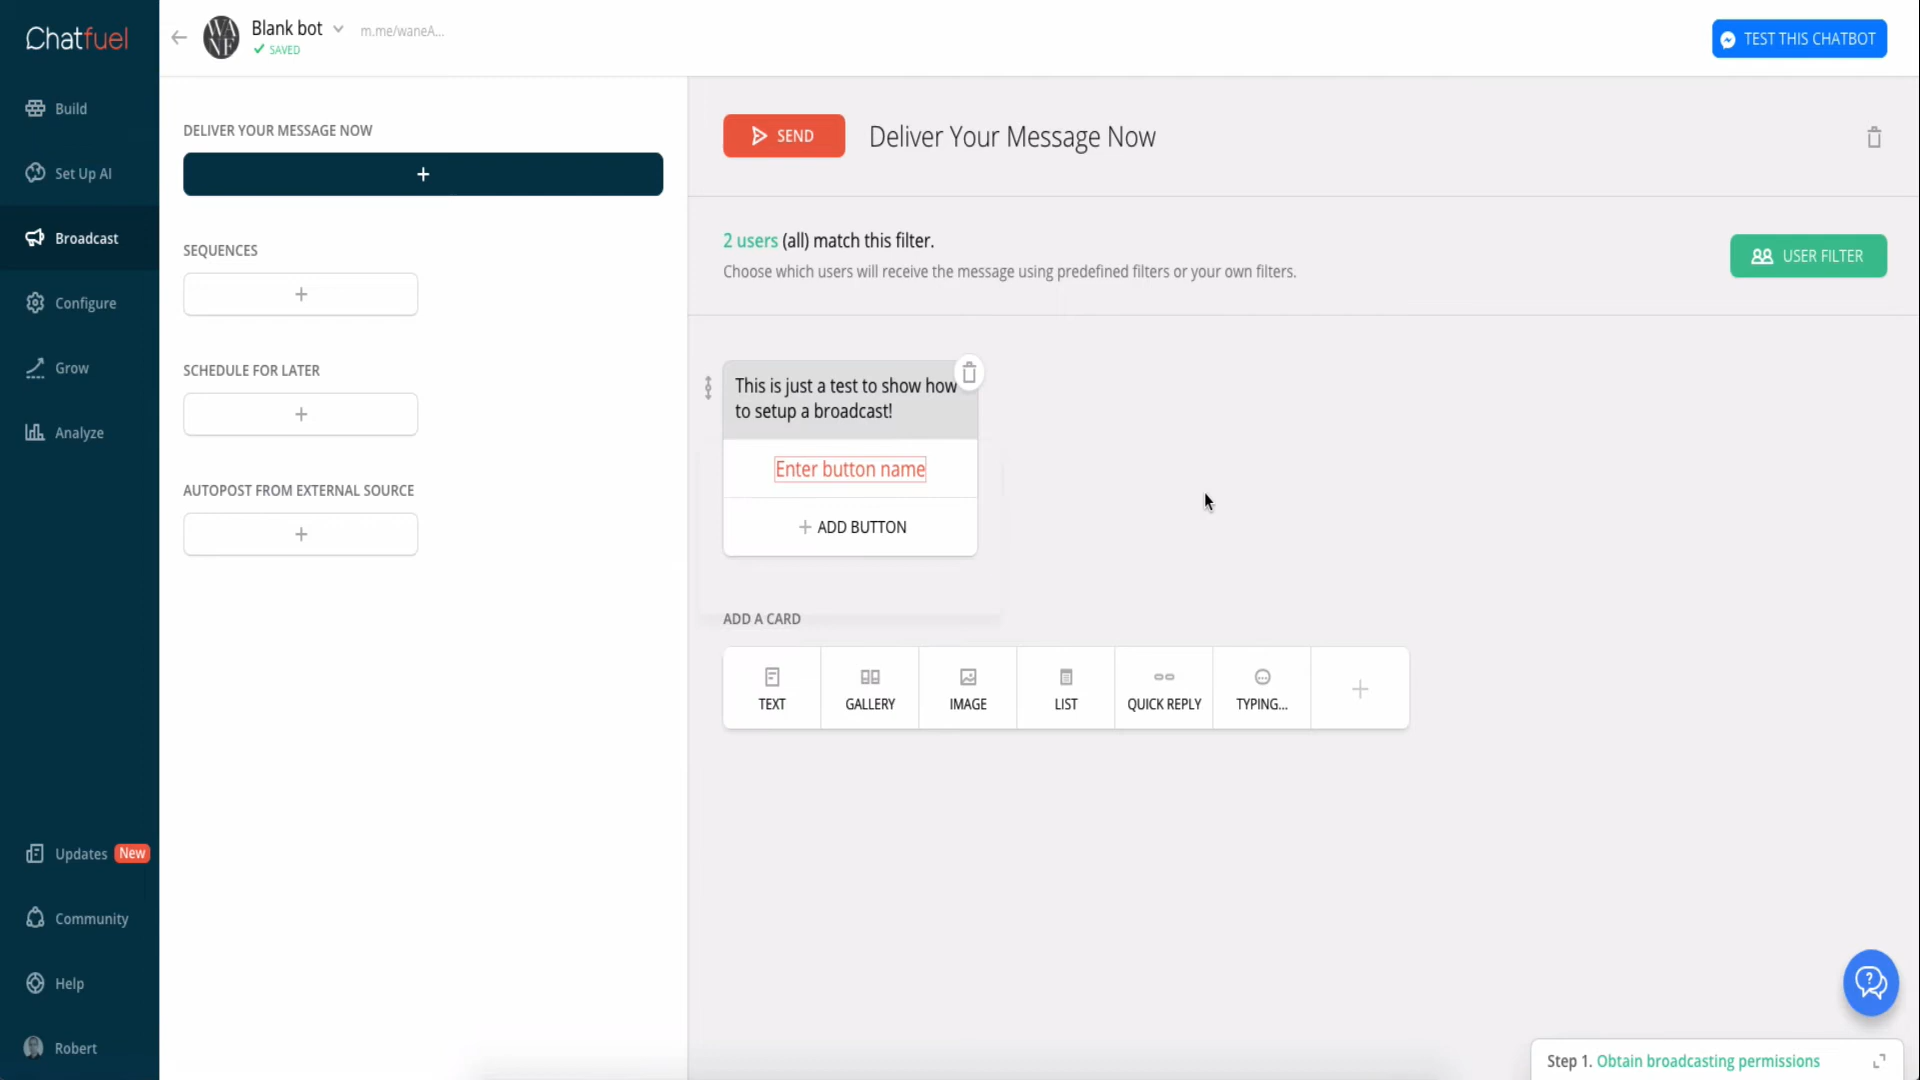 Chatfuel
Blank bot
m.me/waneA...
SAVED
TEST THIS CHATBOT
Build
Set Up AI
Broadcast
Configure
Grow
Analyze
Updates New
Community
Help
Robert
DELIVER YOUR MESSAGE NOW
+
SEQUENCES
+
SCHEDULE FOR LATER
+
AUTOPOST FROM EXTERNAL SOURCE
+
SEND
Deliver Your Message Now
2 users (all) match this filter.
Choose which users will receive the message using predefined filters or your own filters.
USER FILTER
This is just a test to show how
to setup a broadcast!
Enter button name
+ ADD BUTTON
ADD A CARD
TEXT
GALLERY
IMAGE
LIST
QUICK REPLY
TYPING...
+
Step 1. Obtain broadcasting permissions